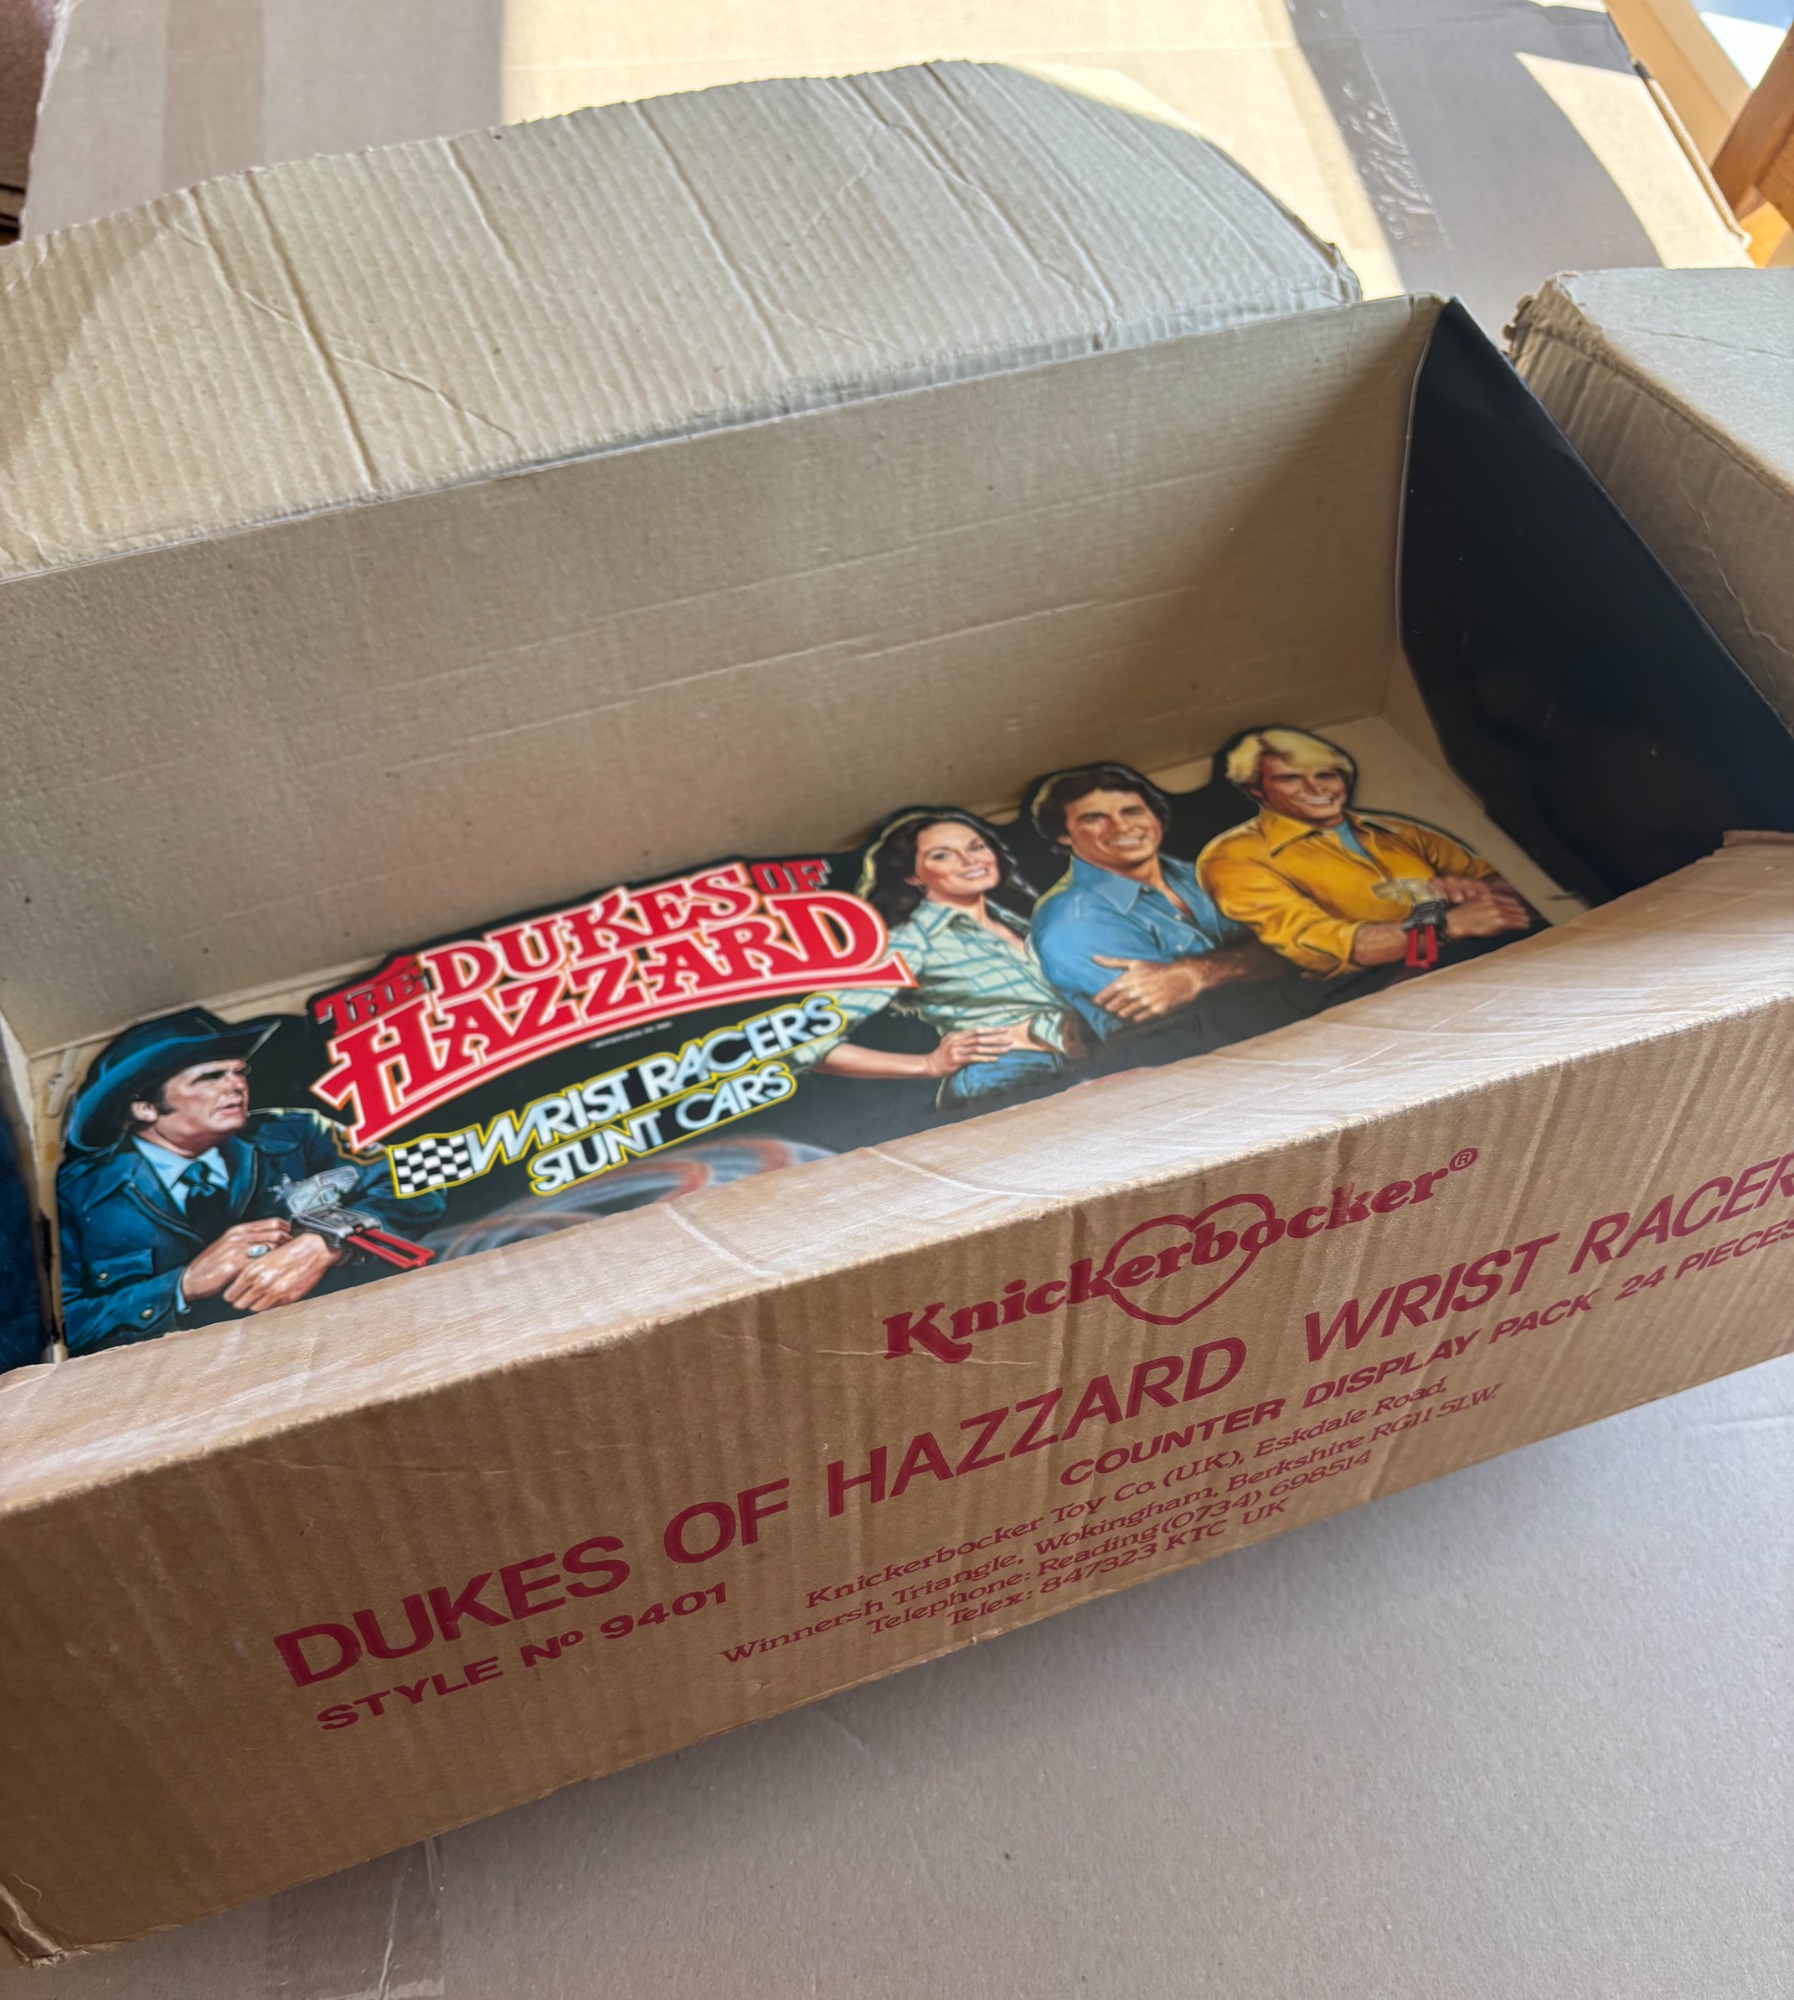 THE DUKES OF
HAZZARD
WRIST RACERS
STUNT CARS
Knickerbocker®
DUKES OF HAZZARD WRIST RACER
COUNTER DISPLAY PACK 24 PIECES
STYLE Nº 9401
Knickerbocker Toy Co. (U.K.), Eskdale Road,
Winnersh Triangle, Wokingham, Berkshire RG11 5LW.
Telephone: Reading (0734) 698514
Telex: 847323 KTC UK